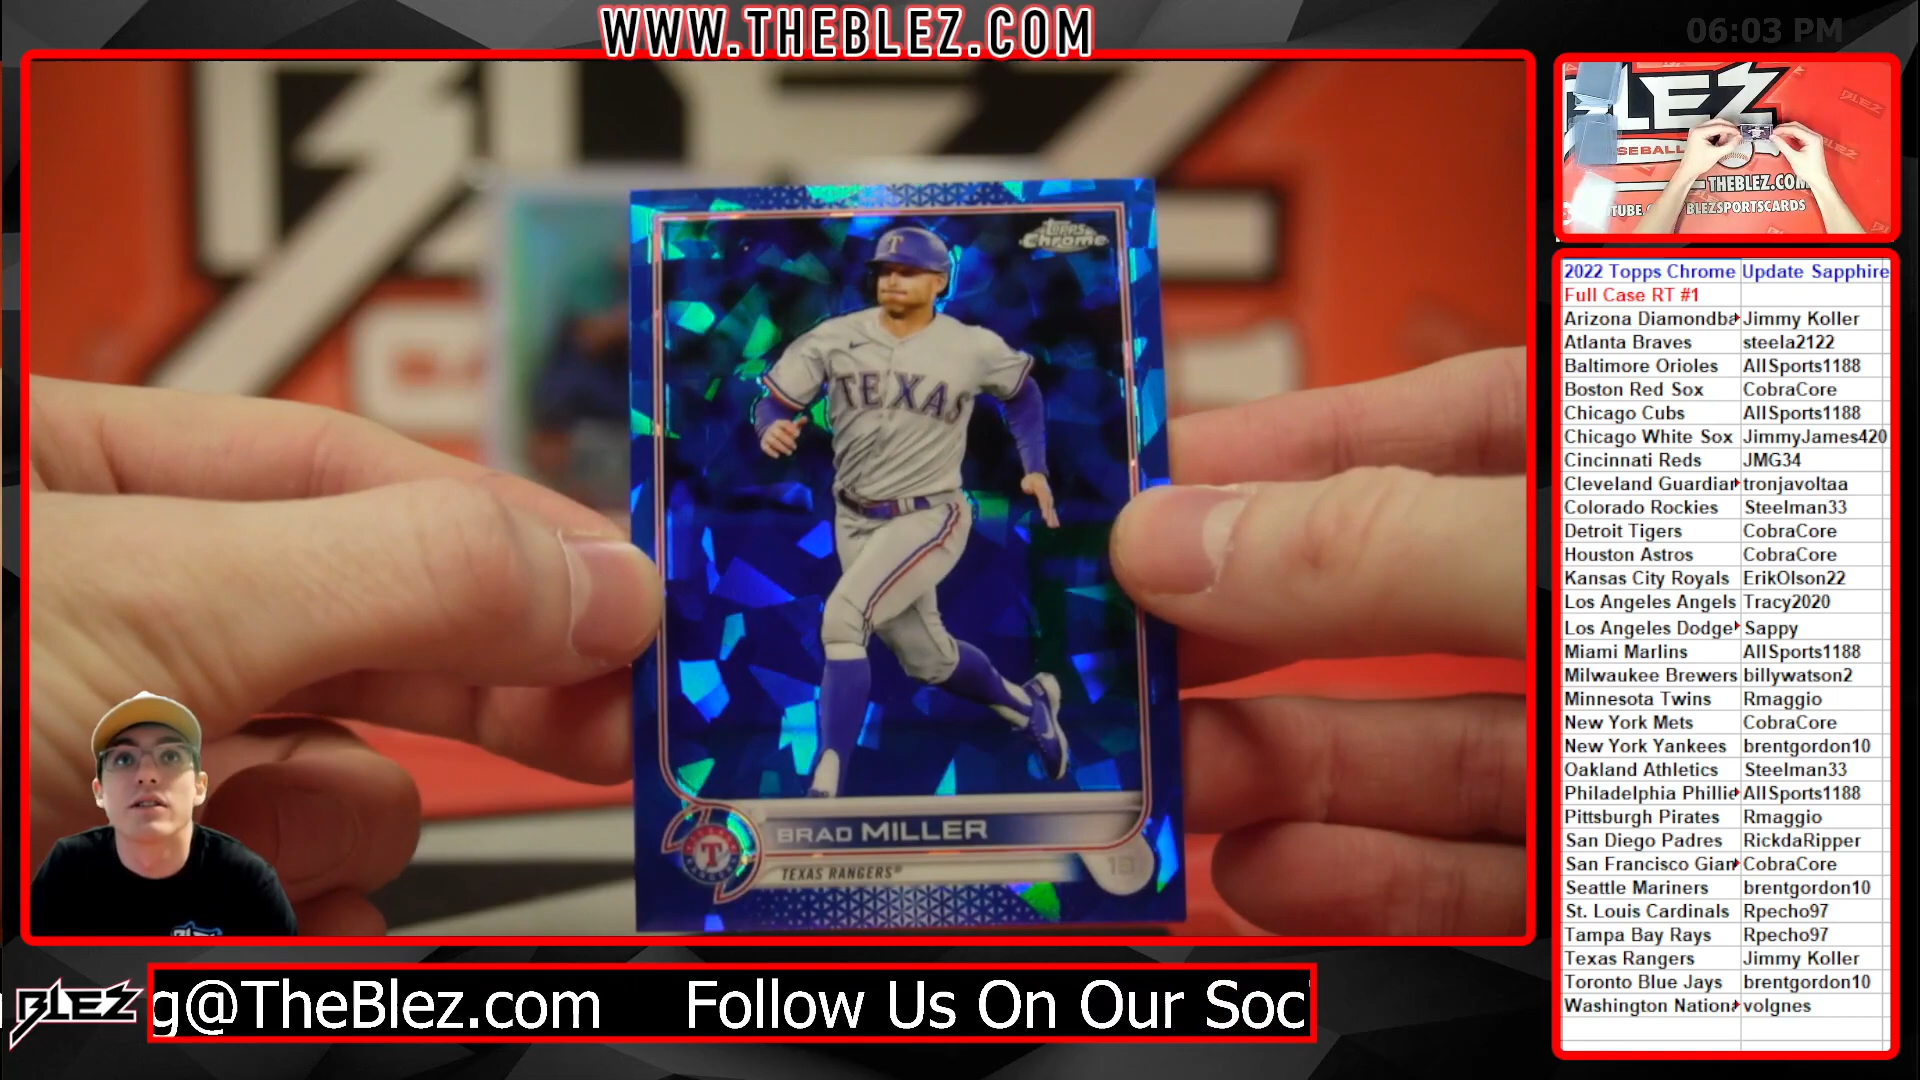 WWW.THEBLEZ.COM
06:03 PM
Topps
Chrome
T
TEXAS
BRAD MILLER
TEXAS RANGERS®
T
BLEZ
LEZ
BLEZ
BASEBALL
THEBLEZ.COM
BLEZSPORTSCARDS
2022 Topps Chrome Update Sapphire
Full Case RT #1
Arizona Diamondba Jimmy Koller
Atlanta Braves steela2122
Baltimore Orioles AllSports1188
Boston Red Sox CobraCore
Chicago Cubs AllSports1188
Chicago White Sox JimmyJames420
Cincinnati Reds JMG34
Cleveland Guardian tronjavoltaa
Colorado Rockies Steelman33
Detroit Tigers CobraCore
Houston Astros CobraCore
Kansas City Royals ErikOlson22
Los Angeles Angels Tracy2020
Los Angeles Dodge Sappy
Miami Marlins AllSports1188
Milwaukee Brewers billywatson2
Minnesota Twins Rmaggio
New York Mets CobraCore
New York Yankees brentgordon10
Oakland Athletics Steelman33
Philadelphia Phillie AllSports1188
Pittsburgh Pirates Rmaggio
San Diego Padres RickdaRipper
San Francisco Gian CobraCore
Seattle Mariners brentgordon10
St. Louis Cardinals Rpecho97
Tampa Bay Rays Rpecho97
Texas Rangers Jimmy Koller
Toronto Blue Jays brentgordon10
Washington Nationa volgnes
BLEZ
g@TheBlez.com Follow Us On Our Soc